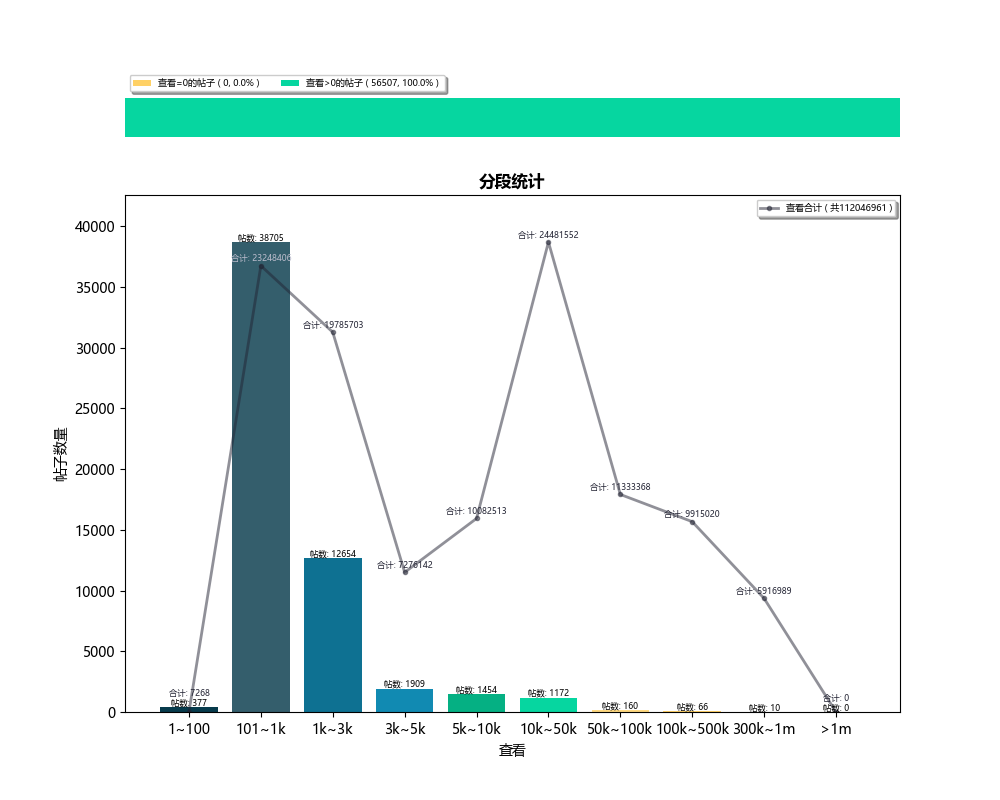 查看=0的帖子 ( 0, 0.0% )
查看>0的帖子 ( 56507, 100.0% )
分段统计
查看合计 ( 共112046961 )
帖子数量
40000
35000
30000
25000
20000
15000
10000
5000
0
合计: 7268
帖数: 377
帖数: 38705
合计: 23248406
合计: 19785703
帖数: 12654
合计: 7276142
帖数: 1909
合计: 10082513
帖数: 1454
合计: 24481552
帖数: 1172
合计: 11333368
帖数: 160
合计: 9915020
帖数: 66
合计: 5916989
帖数: 10
合计: 0
帖数: 0
1~100
101~1k
1k~3k
3k~5k
5k~10k
10k~50k
50k~100k
100k~500k
300k~1m
>1m
查看